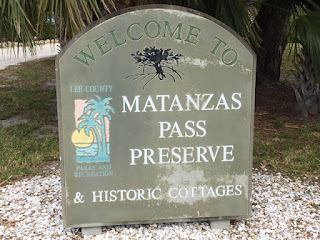 WELCOME TO
LEE COUNTY
PARKS AND
RECREATION
MATANZAS
PASS
PRESERVE
& HISTORIC COTTAGES